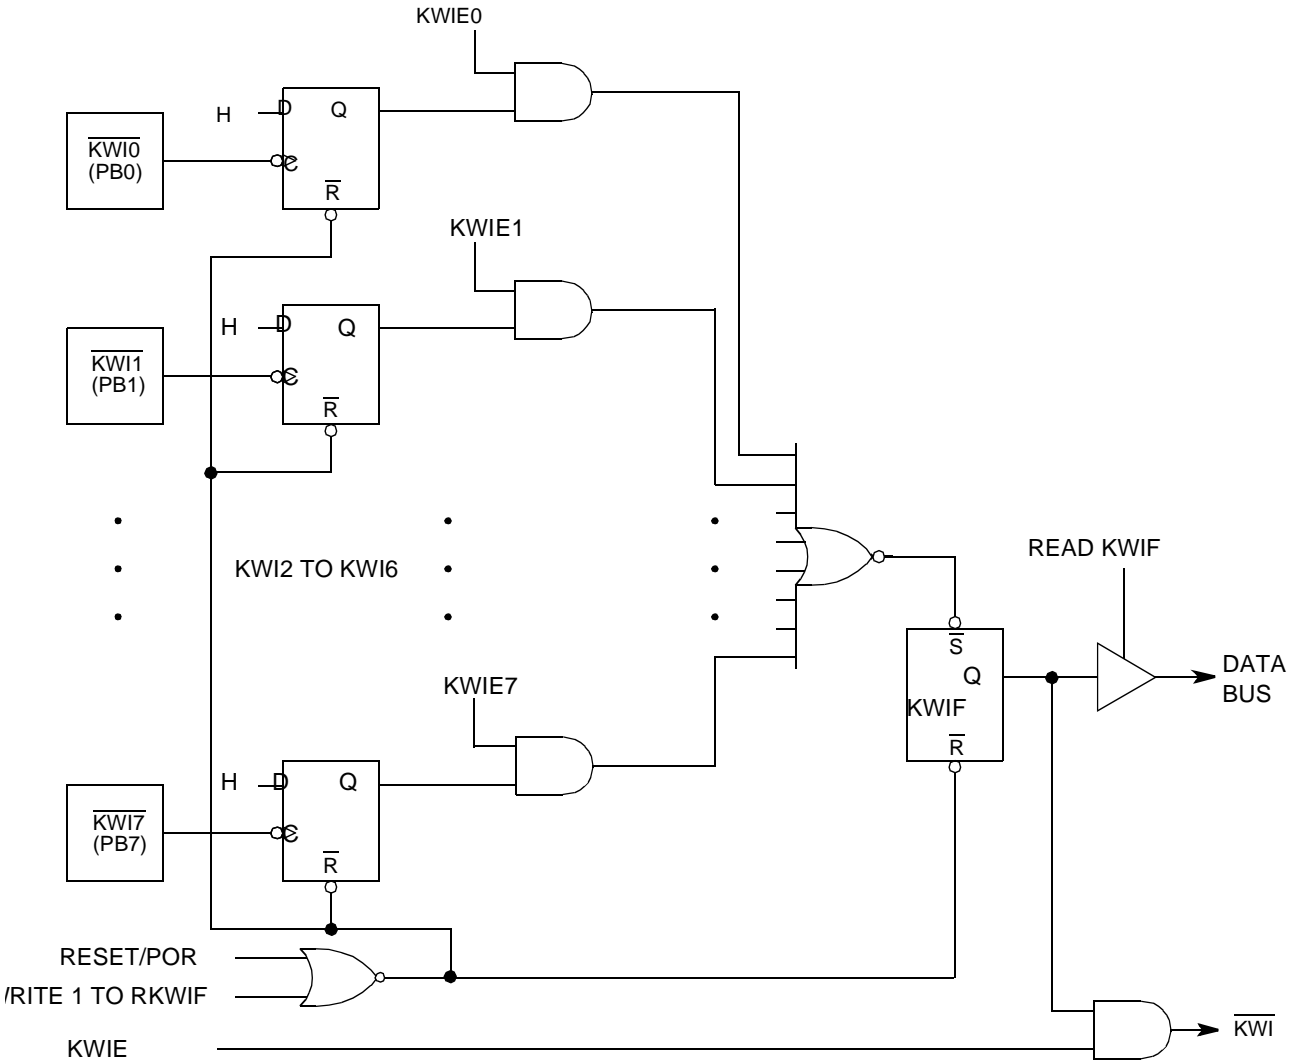 KWIE0
H
D
Q
KWI0
(PB0)
C
R
KWIE1
H
D
Q
KWI1
(PB1)
C
R
KWI2 TO KWI6
READ KWIF
S
Q
KWIF
R
DATA
BUS
KWIE7
H
D
Q
KWI7
(PB7)
C
R
RESET/POR
/RITE 1 TO RKWIF
KWIE
KWI